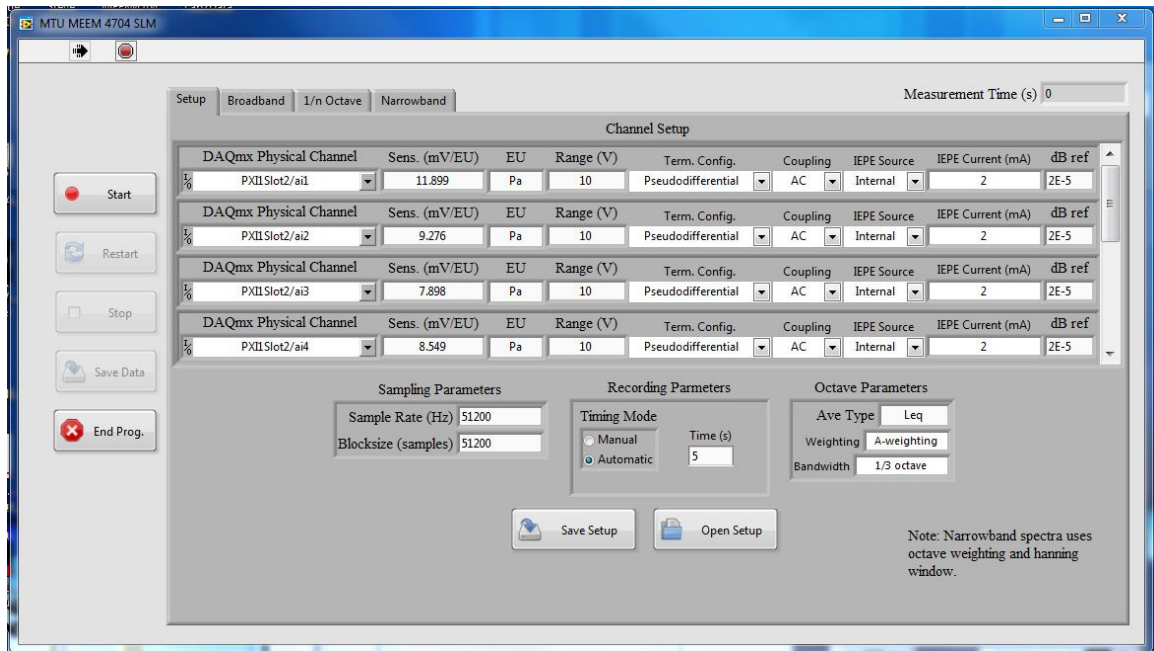 MTU MEEM 4704 SLM
Measurement Time (s) 0
Setup Broadband 1/n Octave Narrowband
Channel Setup
DAQmx Physical Channel Sens. (mV/EU) EU Range (V) Term. Config. Coupling IEPE Source IEPE Current (mA) dB ref
PXI1Slot2/ai1 11.899 Pa 10 Pseudodifferential AC Internal 2 2E-5
DAQmx Physical Channel Sens. (mV/EU) EU Range (V) Term. Config. Coupling IEPE Source IEPE Current (mA) dB ref
PXI1Slot2/ai2 9.276 Pa 10 Pseudodifferential AC Internal 2 2E-5
DAQmx Physical Channel Sens. (mV/EU) EU Range (V) Term. Config. Coupling IEPE Source IEPE Current (mA) dB ref
PXI1Slot2/ai3 7.898 Pa 10 Pseudodifferential AC Internal 2 2E-5
DAQmx Physical Channel Sens. (mV/EU) EU Range (V) Term. Config. Coupling IEPE Source IEPE Current (mA) dB ref
PXI1Slot2/ai4 8.549 Pa 10 Pseudodifferential AC Internal 2 2E-5
Start
Restart
Stop
Save Data
End Prog.
Sampling Parameters
Sample Rate (Hz) 51200
Blocksize (samples) 51200
Recording Parmeters
Timing Mode
Manual
Automatic
Time (s)
5
Octave Parameters
Ave Type Leq
Weighting A-weighting
Bandwidth 1/3 octave
Save Setup Open Setup
Note: Narrowband spectra uses
octave weighting and hanning
window.